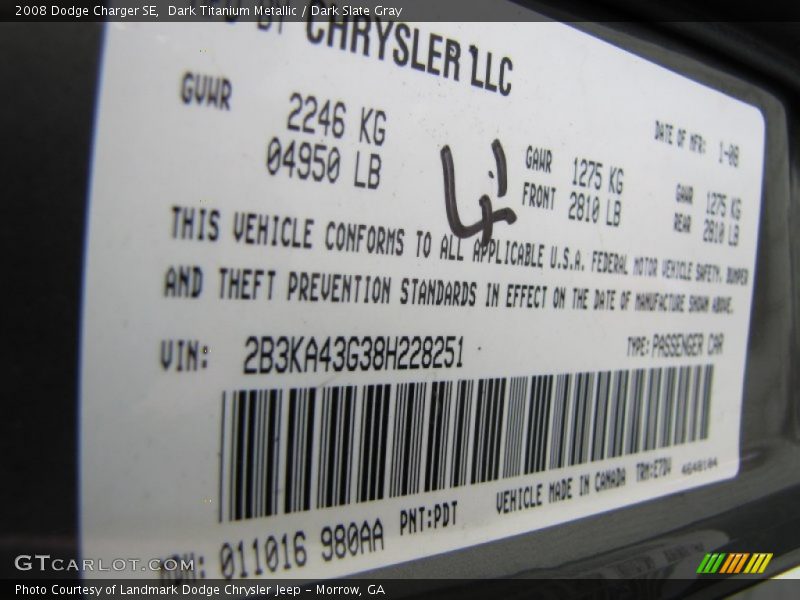 2008 Dodge Charger SE, Dark Titanium Metallic / Dark Slate Gray
BY CHRYSLER LLC
GVWR 2246 KG
04950 LB
GAWR FRONT 1275 KG 2810 LB
DATE OF MFR: 1-08
GAWR REAR 1275 KG 2810 LB
THIS VEHICLE CONFORMS TO ALL APPLICABLE U.S.A. FEDERAL MOTOR VEHICLE SAFETY, BUMPER
AND THEFT PREVENTION STANDARDS IN EFFECT ON THE DATE OF MANUFACTURE SHOWN ABOVE.
VIN: 2B3KA43G38H228251 TYPE: PASSENGER CAR
011016 980AA PNT:PDT VEHICLE MADE IN CANADA TRM:E7DV
GTCARLOT.COM
Photo Courtesy of Landmark Dodge Chrysler Jeep - Morrow, GA